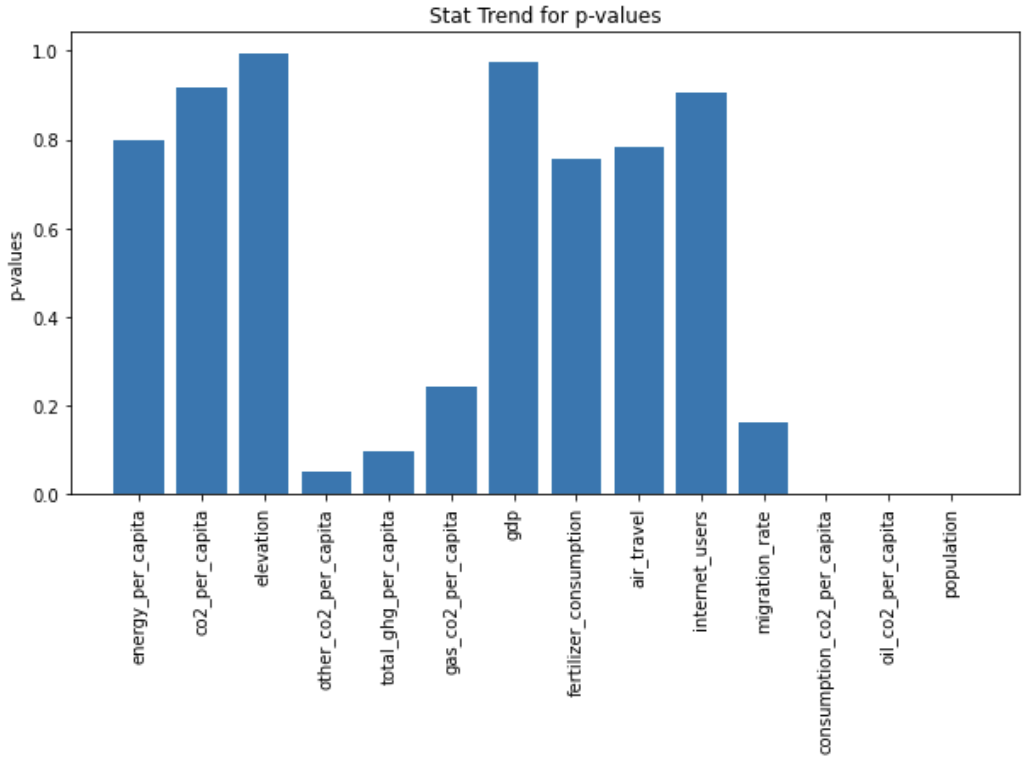 Stat Trend for p-values
1.0
0.8
0.6
0.4
0.2
0.0
p-values
energy_per_capita
co2_per_capita
elevation
other_co2_per_capita
total_ghg_per_capita
gas_co2_per_capita
gdp
fertilizer_consumption
air_travel
internet_users
migration_rate
consumption_co2_per_capita
oil_co2_per_capita
population